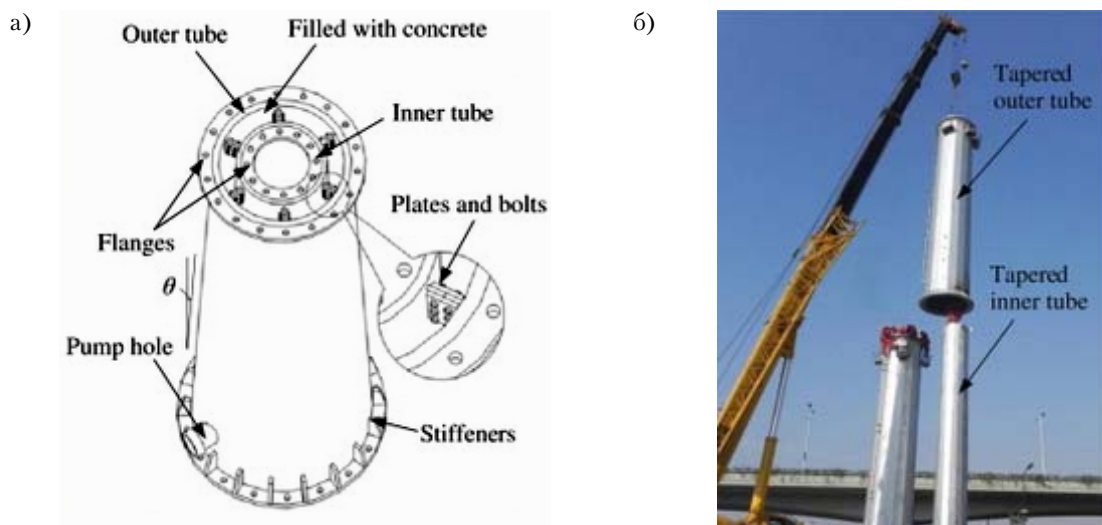 а)
Outer tube
Filled with concrete
Inner tube
Plates and bolts
Flanges
θ
Pump hole
Stiffeners
б)
Tapered
outer tube
Tapered
inner tube